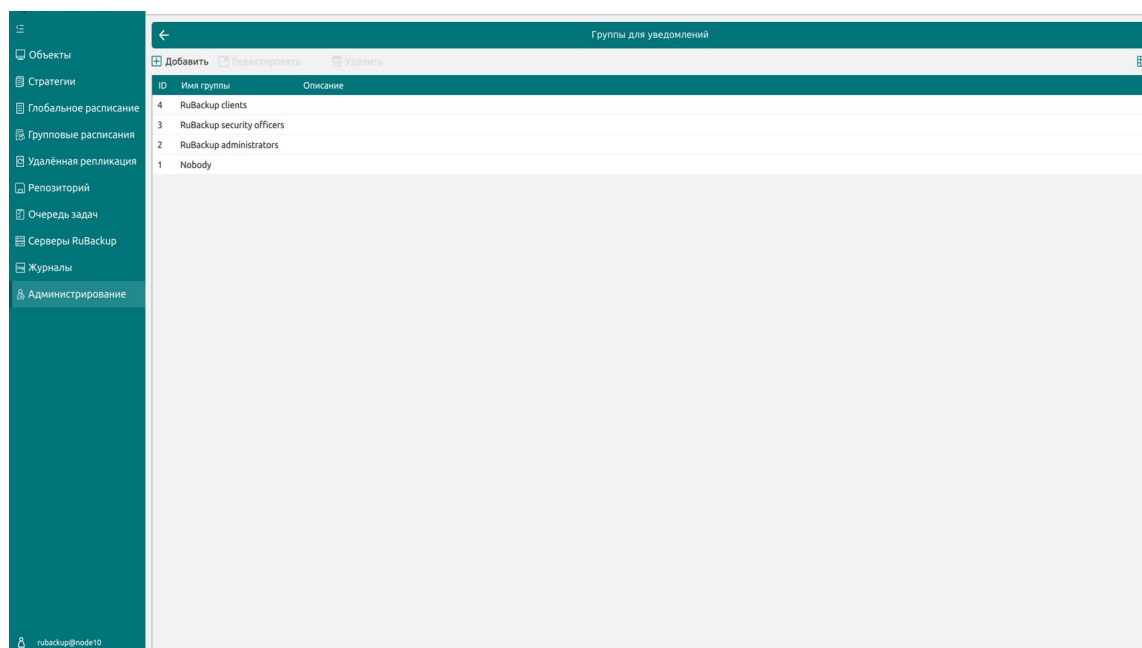 Группы для уведомлений
Объекты
Стратегии
Глобальное расписание
Групповые расписания
Удалённая репликация
Репозиторий
Очередь задач
Серверы RuBackup
Журналы
Администрирование
rubackup@node10
Добавить Редактировать Удалить
ID Имя группы Описание
4 RuBackup clients
3 RuBackup security officers
2 RuBackup administrators
1 Nobody